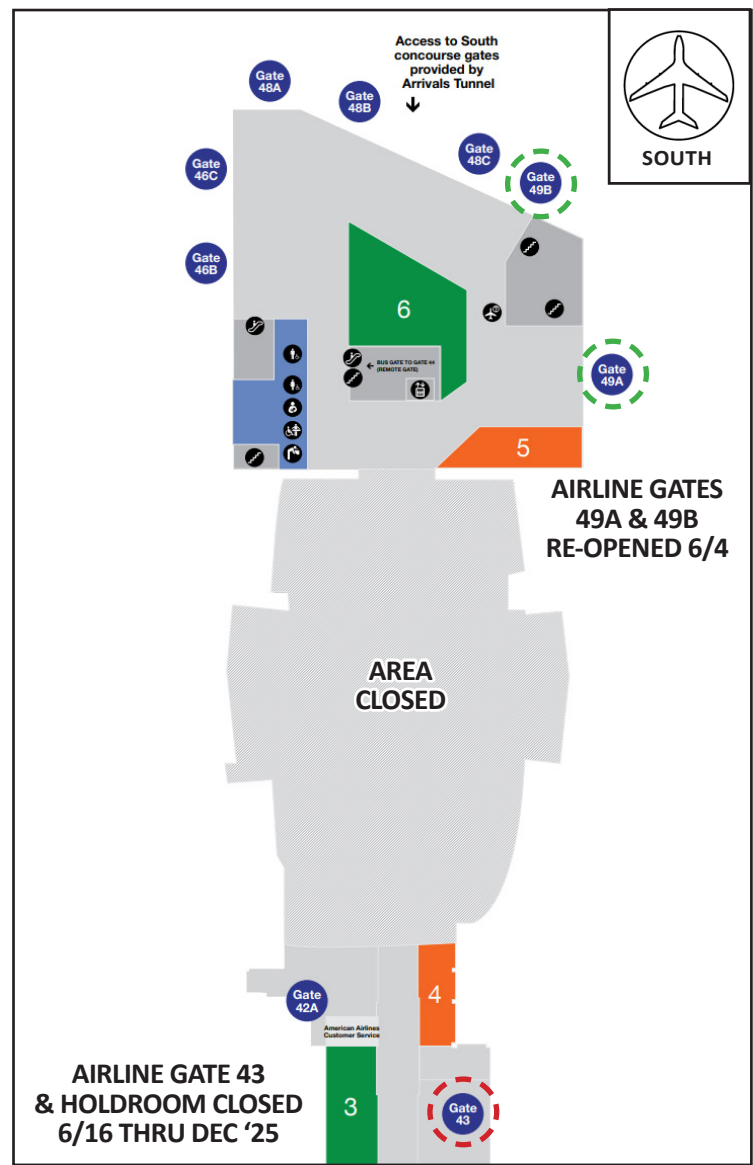 Access to South
concourse gates
provided by
Arrivals Tunnel
SOUTH
Gate
48A
Gate
48B
Gate
48C
Gate
49B
Gate
46C
Gate
46B
6
BUS GATE TO GATE 44
(REMOTE GATE)
Gate
49A
5
AIRLINE GATES
49A & 49B
RE-OPENED 6/4
AREA
CLOSED
Gate
42A
4
American Airlines
Customer Service
AIRLINE GATE 43
& HOLDROOM CLOSED
6/16 THRU DEC ‘25
3
Gate
43